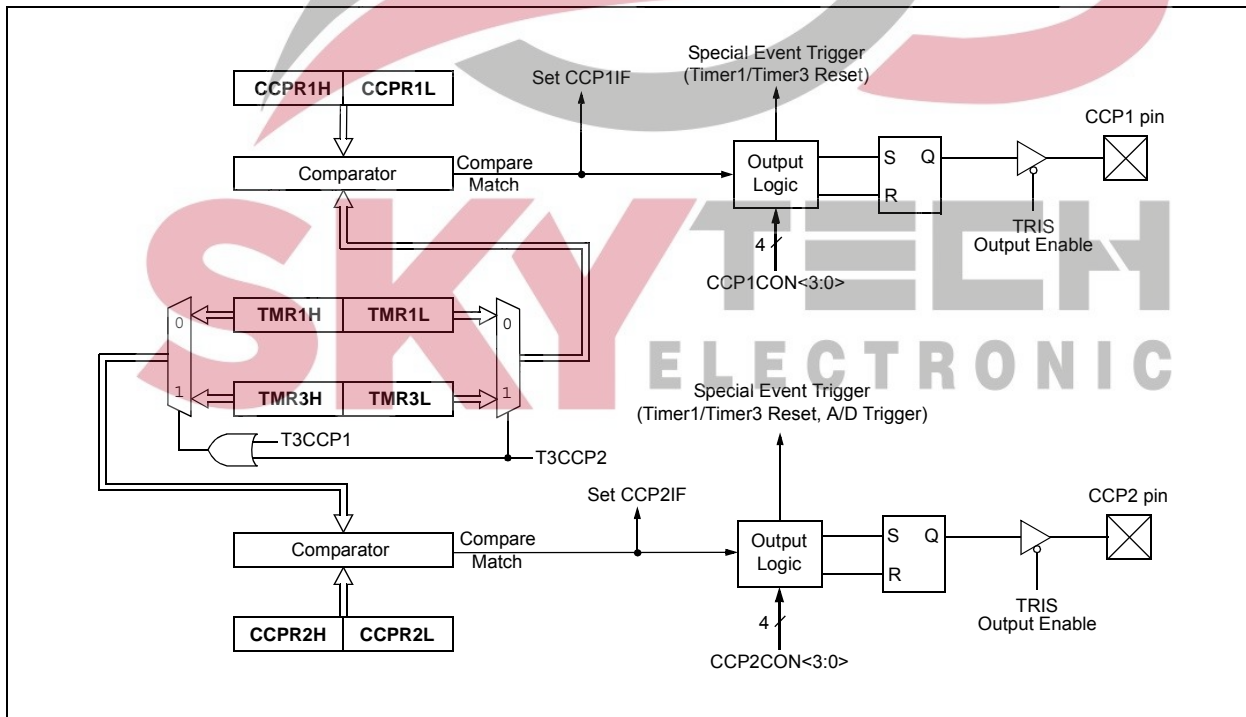 Special Event Trigger
(Timer1/Timer3 Reset)
Set CCP1IF
CCPR1H CCPR1L
CCP1 pin
Comparator
Compare
Match
Output
Logic
S Q
R
TRIS
Output Enable
4
CCP1CON<3:0>
SKYTECH
ELECTRONIC
0 TMR1H TMR1L 0
1 TMR3H TMR3L 1
T3CCP1
T3CCP2
Special Event Trigger
(Timer1/Timer3 Reset, A/D Trigger)
Set CCP2IF
CCP2 pin
Comparator
Compare
Match
Output
Logic
S Q
R
TRIS
Output Enable
4
CCPR2H CCPR2L
CCP2CON<3:0>